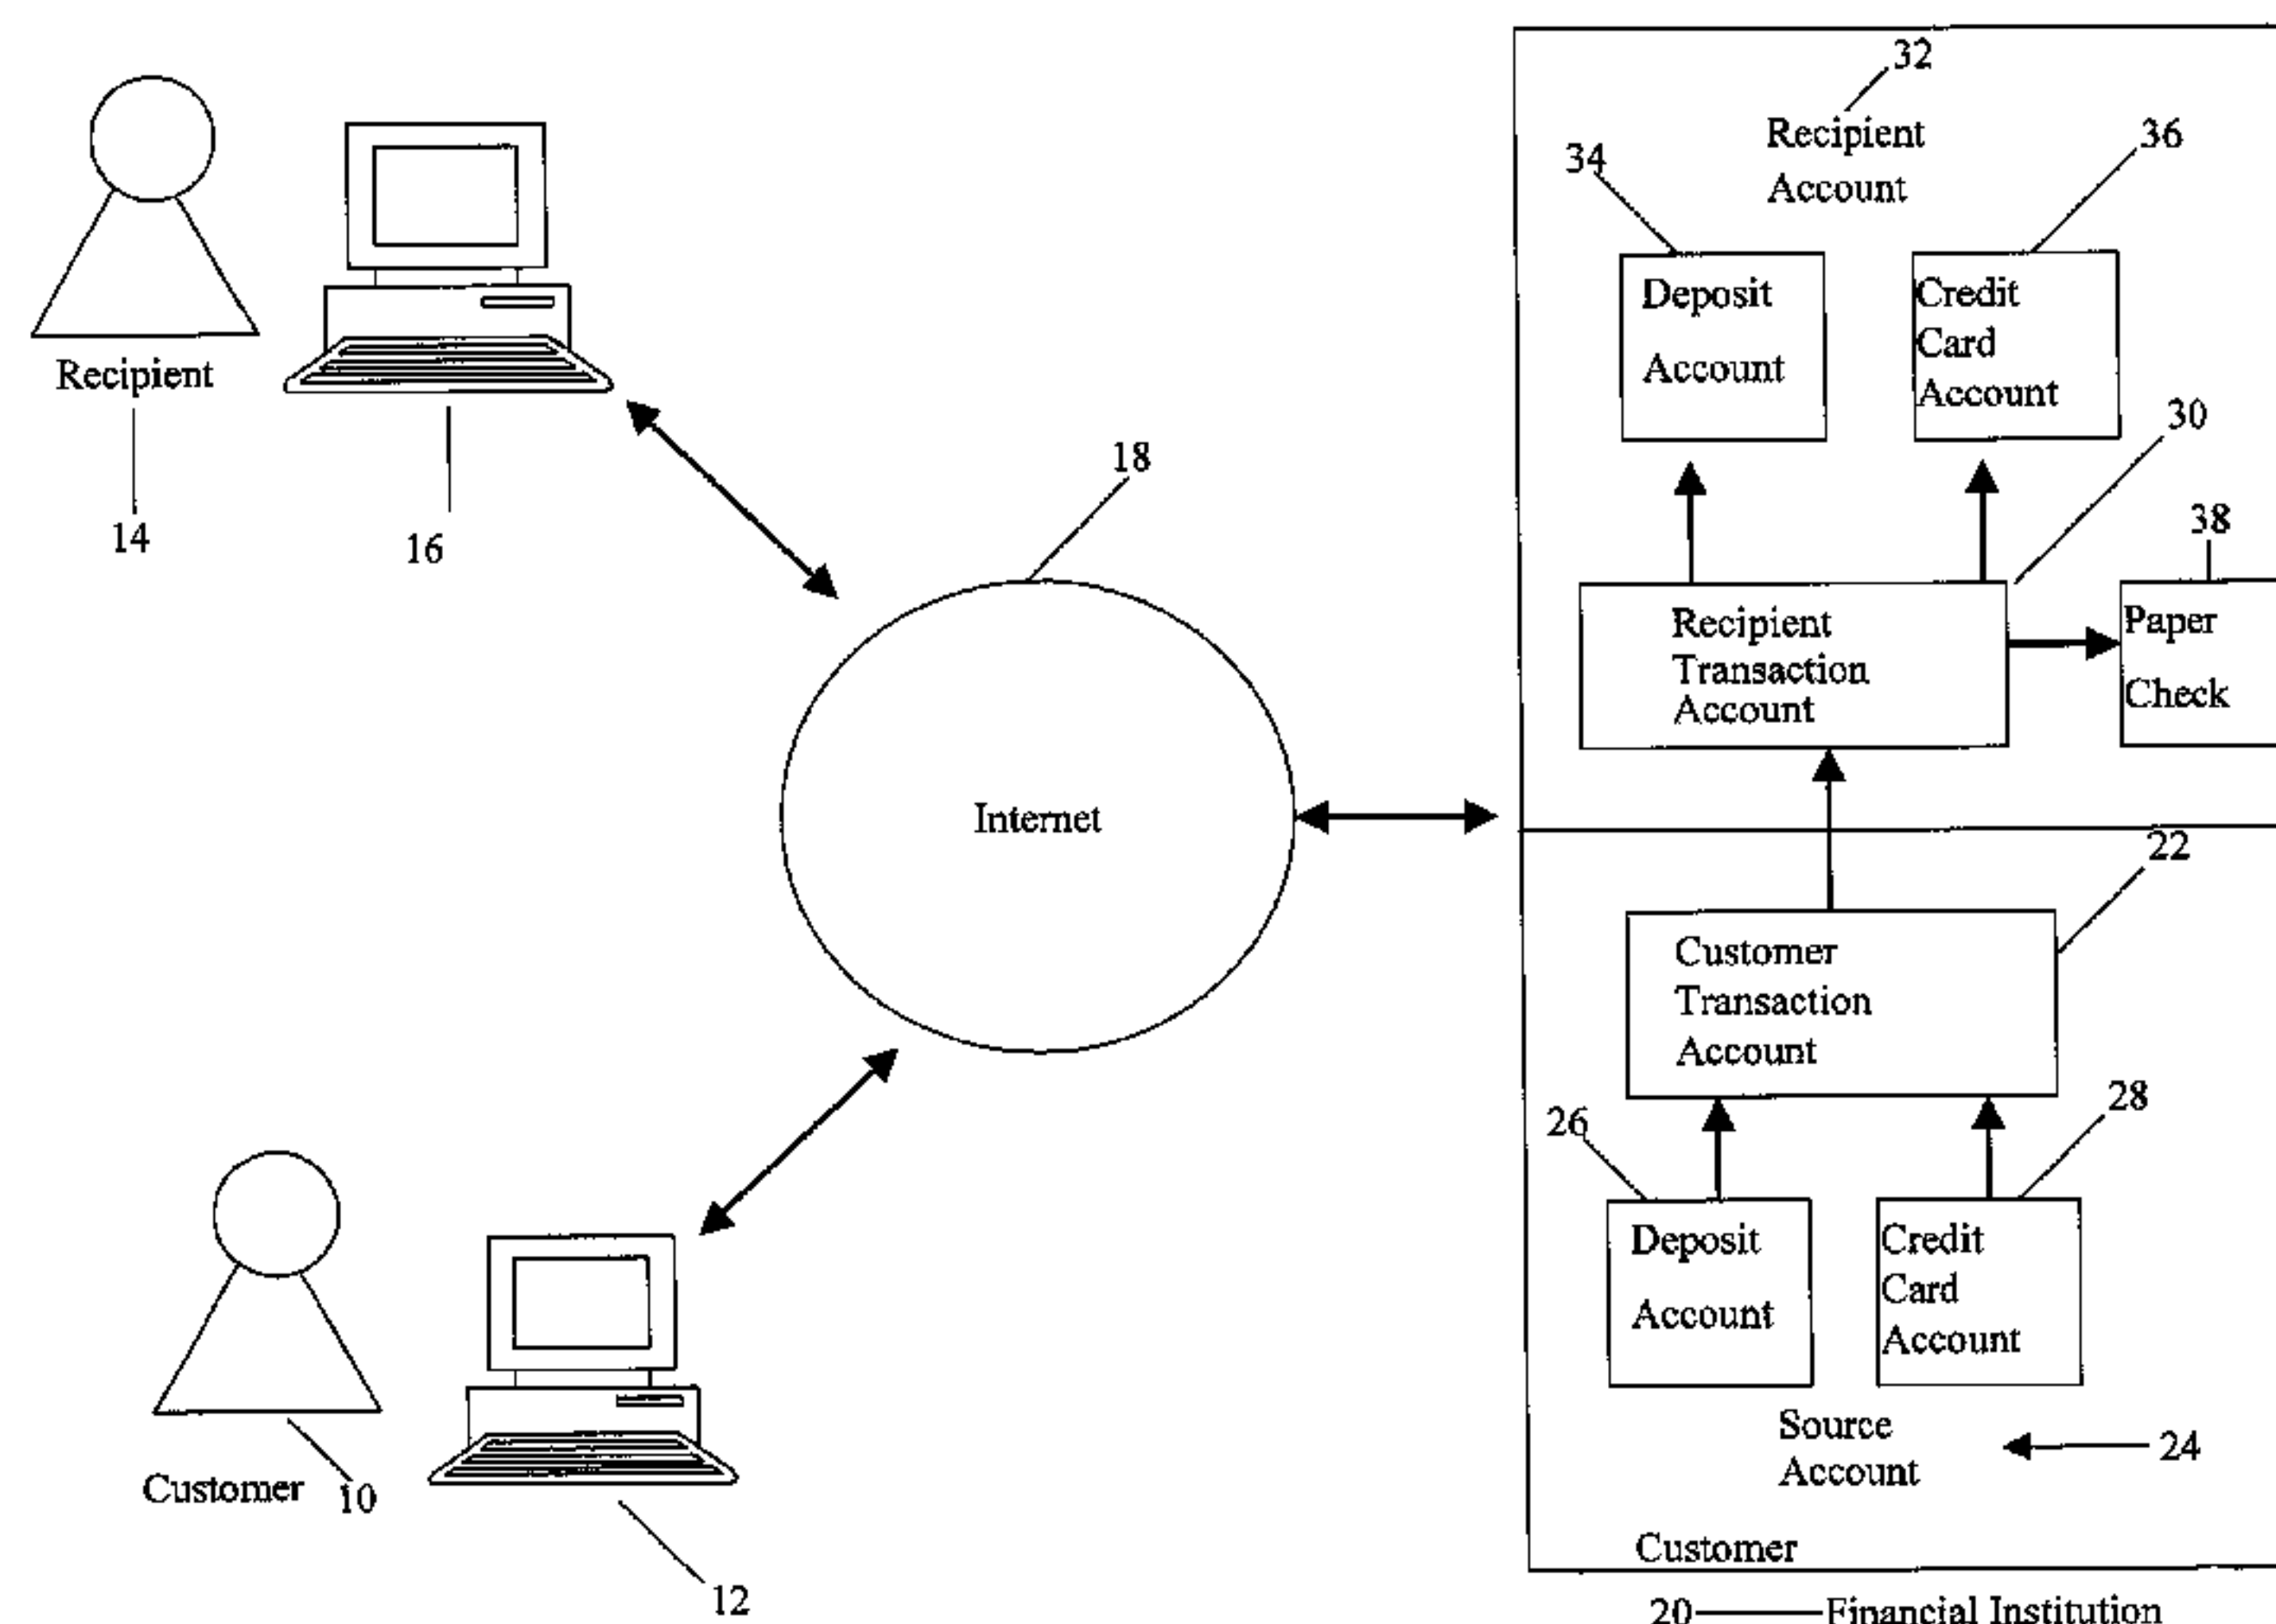 32
Recipient
Account
34
36
Deposit
Account
Credit
Card
Account
Recipient
14
16
18
30
38
Recipient
Transaction
Account
Paper
Check
Internet
22
Customer
Transaction
Account
26
28
Deposit
Account
Credit
Card
Account
Source
Account
24
Customer
10
12
Customer
20
Financial Institution